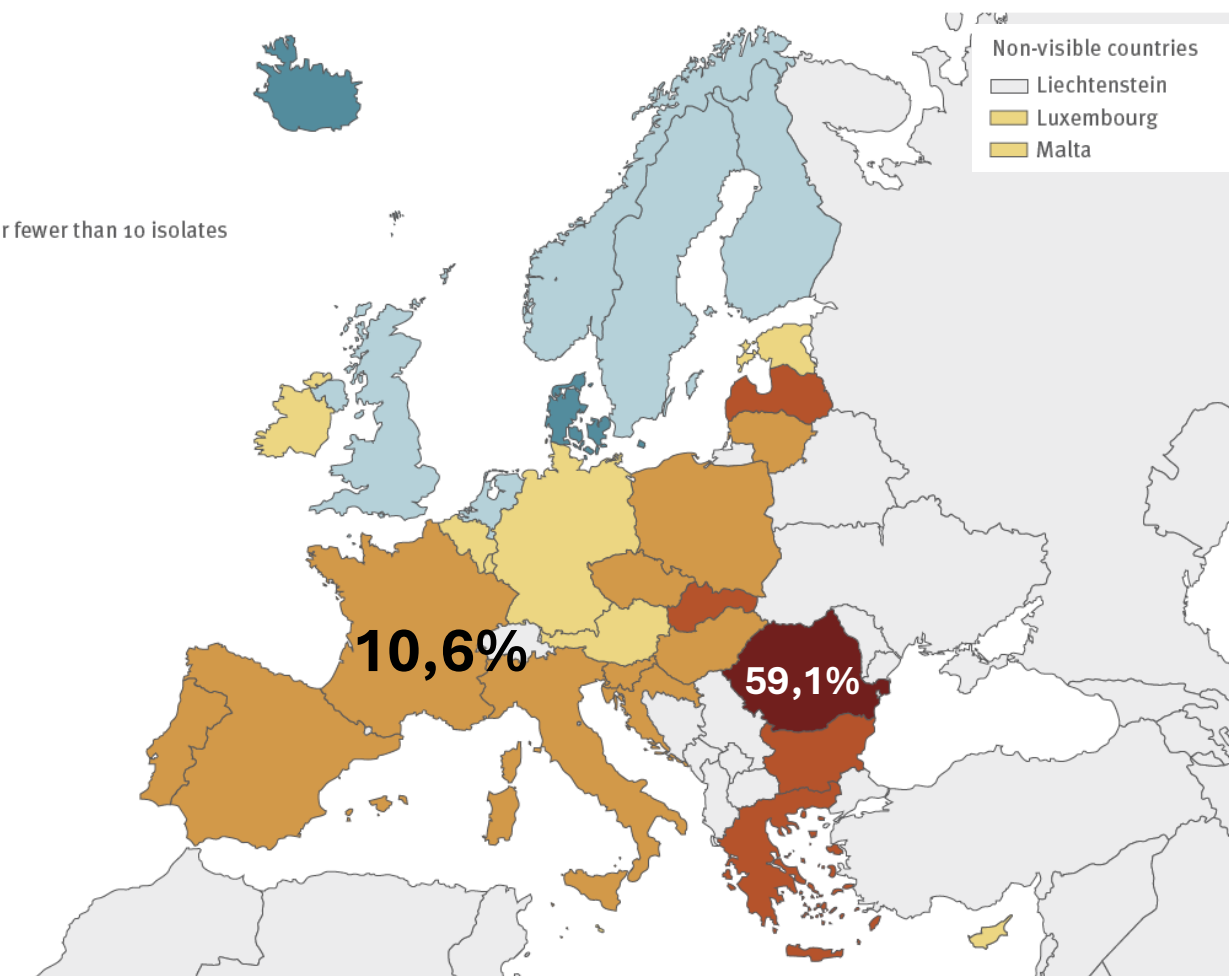 Non-visible countries
Liechtenstein
Luxembourg
Malta
r fewer than 10 isolates
10,6%
59,1%